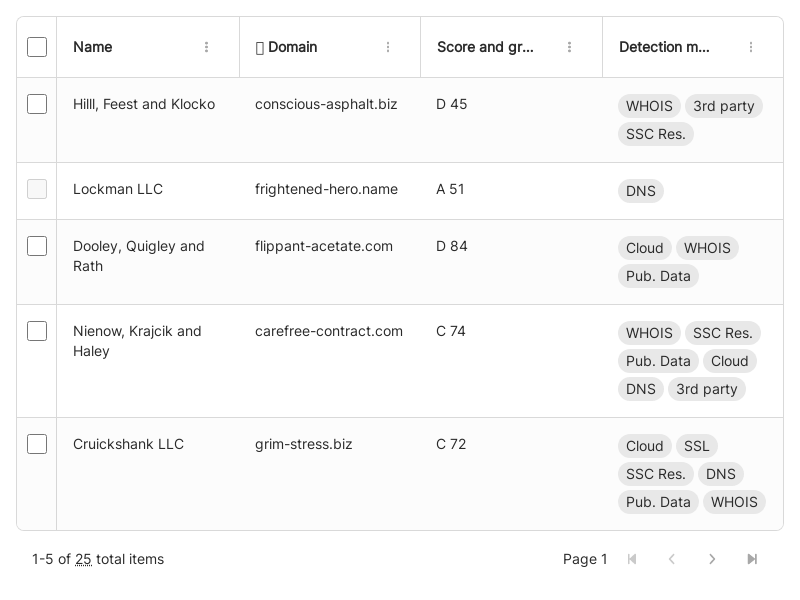 Name Domain Score and gr... Detection m...
Hilll, Feest and Klocko conscious-asphalt.biz D 45 WHOIS 3rd party
SSC Res.
Lockman LLC frightened-hero.name A 51 DNS
Dooley, Quigley and flippant-acetate.com D 84 Cloud WHOIS
Rath Pub. Data
Nienow, Krajcik and carefree-contract.com C 74 WHOIS SSC Res.
Haley Pub. Data Cloud
DNS 3rd party
Cruickshank LLC grim-stress.biz C 72 Cloud SSL
SSC Res. DNS
Pub. Data WHOIS
1-5 of 25 total items Page 1